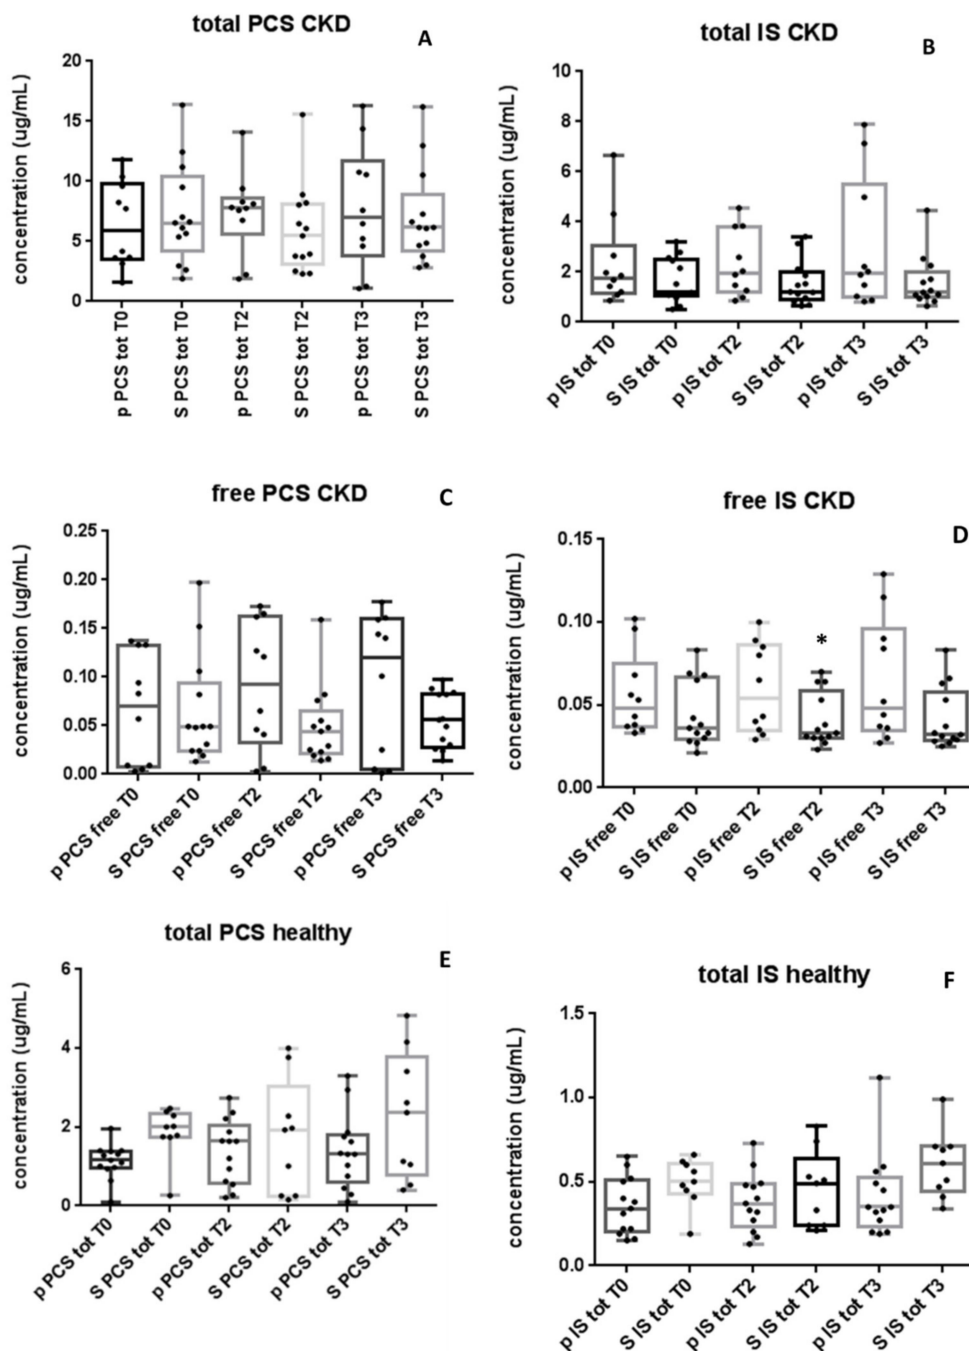 total PCS CKD
A
concentration (ug/mL)
20
15
10
5
0
p PCS tot T0
S PCS tot T0
p PCS tot T2
S PCS tot T2
p PCS tot T3
S PCS tot T3
total IS CKD
B
concentration (ug/mL)
10
8
6
4
2
0
p IS tot T0
S IS tot T0
p IS tot T2
S IS tot T2
p IS tot T3
S IS tot T3
free PCS CKD
C
concentration (ug/mL)
0.25
0.20
0.15
0.10
0.05
0.00
p PCS free T0
S PCS free T0
p PCS free T2
S PCS free T2
p PCS free T3
S PCS free T3
free IS CKD
D
concentration (ug/mL)
0.15
0.10
0.05
0.00
*
p IS free T0
S IS free T0
p IS free T2
S IS free T2
p IS free T3
S IS free T3
total PCS healthy
E
concentration (ug/mL)
6
4
2
0
p PCS tot T0
S PCS tot T0
p PCS tot T2
S PCS tot T2
p PCS tot T3
S PCS tot T3
total IS healthy
F
concentration (ug/mL)
1.5
1.0
0.5
0.0
p IS tot T0
S IS tot T0
p IS tot T2
S IS tot T2
p IS tot T3
S IS tot T3